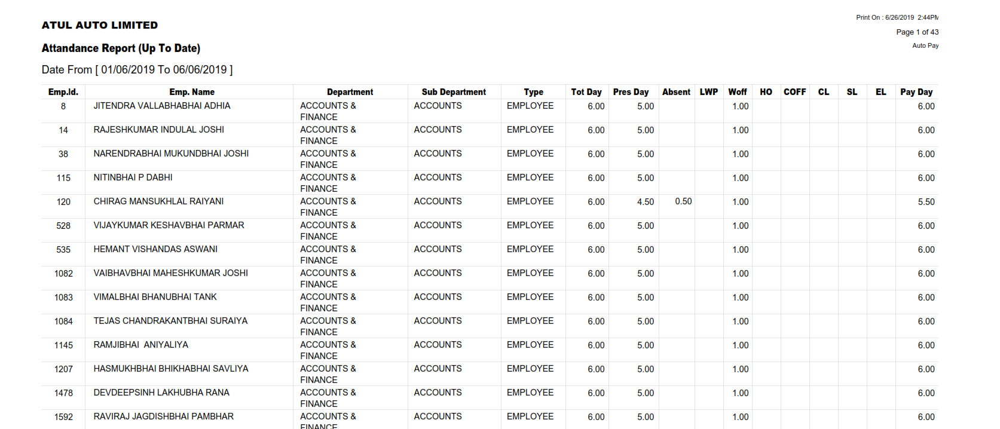 Print On : 6/26/2019 2:44PM
ATUL AUTO LIMITED
Page 1 of 43
Attandance Report (Up To Date)
Auto Pay
Date From [ 01/06/2019 To 06/06/2019 ]
Emp.Id. Emp. Name Department Sub Department Type Tot Day Pres Day Absent LWP Woff HO COFF CL SL EL Pay Day
8 JITENDRA VALLABHABHAI ADHIA ACCOUNTS & ACCOUNTS EMPLOYEE 6.00 5.00 1.00 6.00
FINANCE
14 RAJESHKUMAR INDULAL JOSHI ACCOUNTS & ACCOUNTS EMPLOYEE 6.00 5.00 1.00 6.00
FINANCE
38 NARENDRABHAI MUKUNDBHAI JOSHI ACCOUNTS & ACCOUNTS EMPLOYEE 6.00 5.00 1.00 6.00
FINANCE
115 NITINBHAI P DABHI ACCOUNTS & ACCOUNTS EMPLOYEE 6.00 5.00 1.00 6.00
FINANCE
120 CHIRAG MANSUKHLAL RAIYANI ACCOUNTS & ACCOUNTS EMPLOYEE 6.00 4.50 0.50 1.00 5.50
FINANCE
528 VIJAYKUMAR KESHAVBHAI PARMAR ACCOUNTS & ACCOUNTS EMPLOYEE 6.00 5.00 1.00 6.00
FINANCE
535 HEMANT VISHANDAS ASWANI ACCOUNTS & ACCOUNTS EMPLOYEE 6.00 5.00 1.00 6.00
FINANCE
1082 VAIBHAVBHAI MAHESHKUMAR JOSHI ACCOUNTS & ACCOUNTS EMPLOYEE 6.00 5.00 1.00 6.00
FINANCE
1083 VIMALBHAI BHANUBHAI TANK ACCOUNTS & ACCOUNTS EMPLOYEE 6.00 5.00 1.00 6.00
FINANCE
1084 TEJAS CHANDRAKANTBHAI SURAIYA ACCOUNTS & ACCOUNTS EMPLOYEE 6.00 5.00 1.00 6.00
FINANCE
1145 RAMJIBHAI ANIYALIYA ACCOUNTS & ACCOUNTS EMPLOYEE 6.00 5.00 1.00 6.00
FINANCE
1207 HASMUKHBHAI BHIKHABHAI SAVLIYA ACCOUNTS & ACCOUNTS EMPLOYEE 6.00 5.00 1.00 6.00
FINANCE
1478 DEVDEEPSINH LAKHUBHA RANA ACCOUNTS & ACCOUNTS EMPLOYEE 6.00 5.00 1.00 6.00
FINANCE
1592 RAVIRAJ JAGDISHBHAI PAMBHAR ACCOUNTS & ACCOUNTS EMPLOYEE 6.00 5.00 1.00 6.00
FINANCE